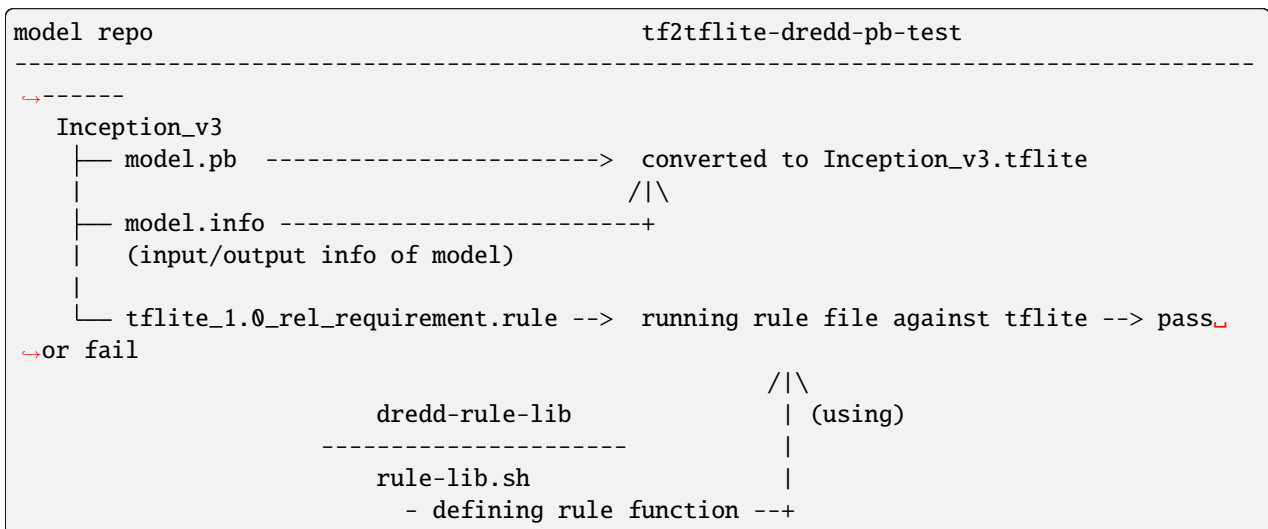 model repo                                   tf2tflite-dredd-pb-test
-----------------------------------------------------------------------------------------
↪------
   Inception_v3
    ├── model.pb  ------------------------>  converted to Inception_v3.tflite
    |                                       /|\
    ├── model.info --------------------------+
    |   (input/output info of model)
    |
    └── tflite_1.0_rel_requirement.rule -->  running rule file against tflite --> pass␣
↪or fail
                                                      /|\
                          dredd-rule-lib               | (using)
                      ----------------------           |
                          rule-lib.sh                  |
                            - defining rule function --+